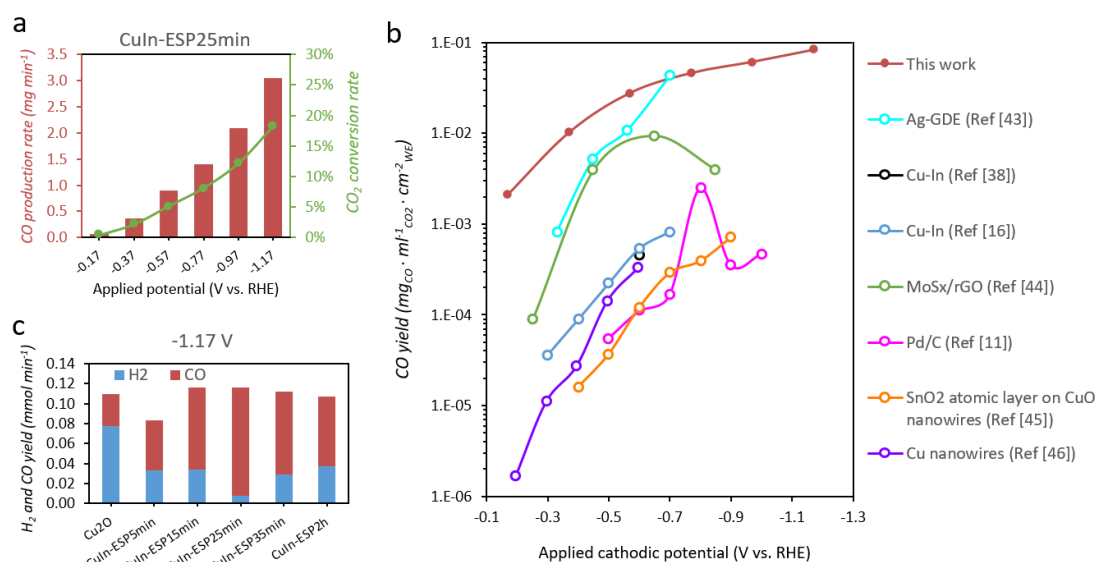 a
CuIn-ESP25min
CO production rate (mg min⁻¹)
3.5
3.0
2.5
2.0
1.5
1.0
0.5
0.0
30%
25%
20%
15%
10%
5%
0%
CO₂ conversion rate
-0.17
-0.37
-0.57
-0.77
-0.97
-1.17
Applied potential (V vs. RHE)
b
CO yield (mg_CO · ml⁻¹_CO2 · cm⁻²_WE)
1.E-01
1.E-02
1.E-03
1.E-04
1.E-05
1.E-06
-0.1 -0.3 -0.5 -0.7 -0.9 -1.1 -1.3
Applied cathodic potential (V vs. RHE)
This work
Ag-GDE (Ref [43])
Cu-In (Ref [38])
Cu-In (Ref [16])
MoSx/rGO (Ref [44])
Pd/C (Ref [11])
SnO2 atomic layer on CuO
nanowires (Ref [45])
Cu nanowires (Ref [46])
c
-1.17 V
H₂ and CO yield (mmol min⁻¹)
0.14
0.12
0.10
0.08
0.06
0.04
0.02
0.00
H2 CO
Cu2O
CuIn-ESP5min
CuIn-ESP15min
CuIn-ESP25min
CuIn-ESP35min
CuIn-ESP2h